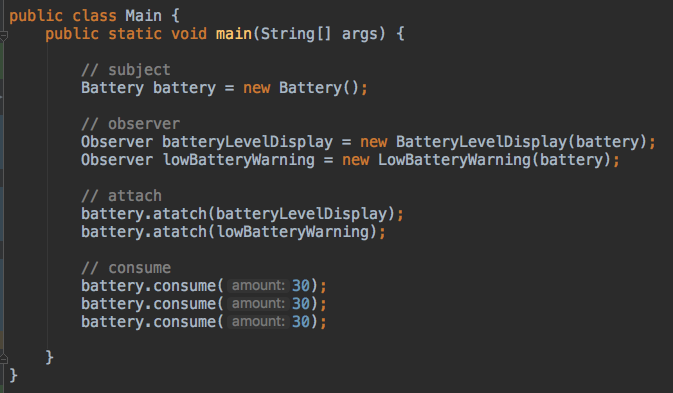 public class Main {
public static void main(String[] args) {
// subject
Battery battery = new Battery();
// observer
Observer batteryLevelDisplay = new BatteryLevelDisplay(battery);
Observer lowBatteryWarning = new LowBatteryWarning(battery);
// attach
battery.atatch(batteryLevelDisplay);
battery.atatch(lowBatteryWarning);
// consume
battery.consume( amount: 30);
battery.consume( amount: 30);
battery.consume( amount: 30);
}
}